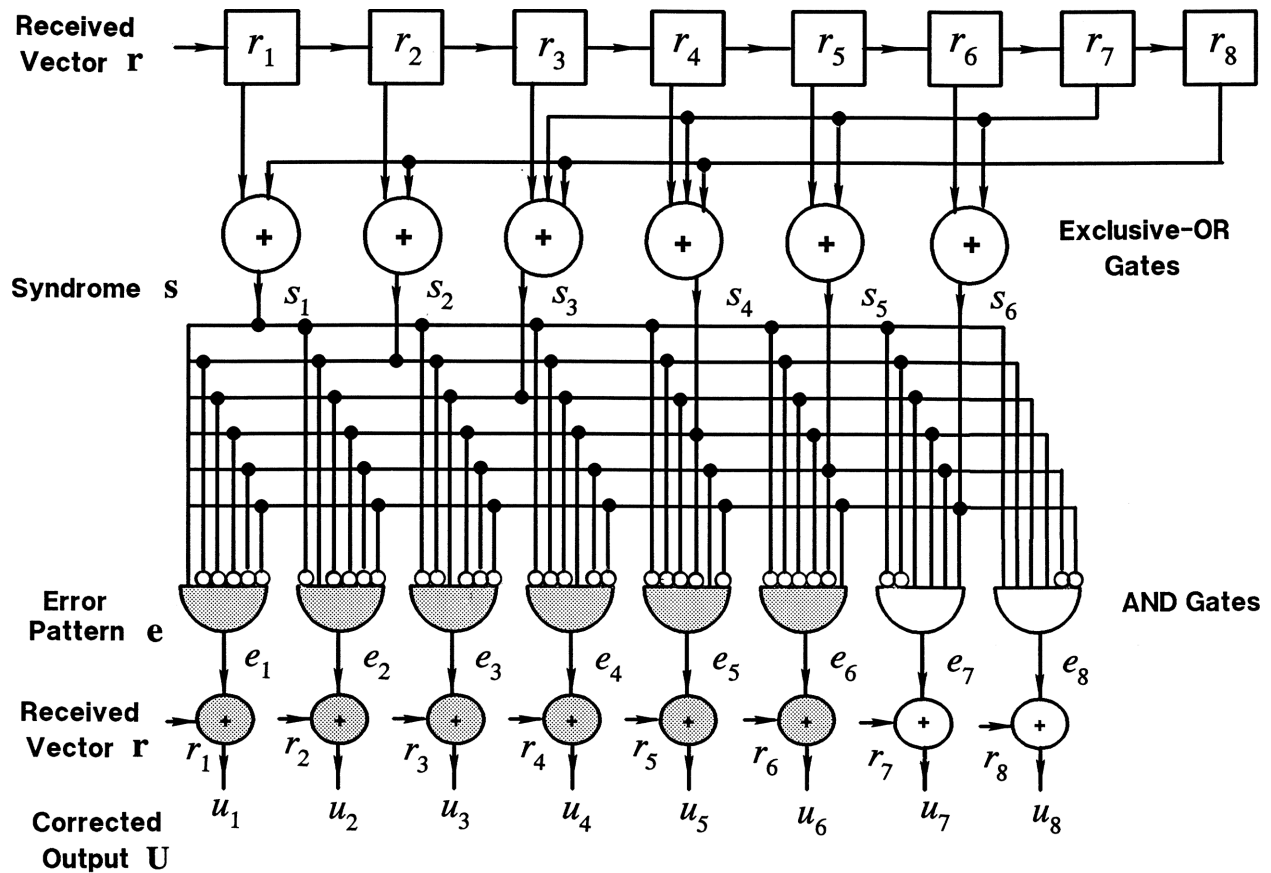 Received
Vector r
r1 r2 r3 r4 r5 r6 r7 r8
+ + + + + +
Exclusive-OR
Gates
Syndrome s
s1 s2 s3 s4 s5 s6
Error
Pattern e
AND Gates
e1 e2 e3 e4 e5 e6 e7 e8
Received
Vector r
+ + + + + + + +
r1 r2 r3 r4 r5 r6 r7 r8
u1 u2 u3 u4 u5 u6 u7 u8
Corrected
Output U